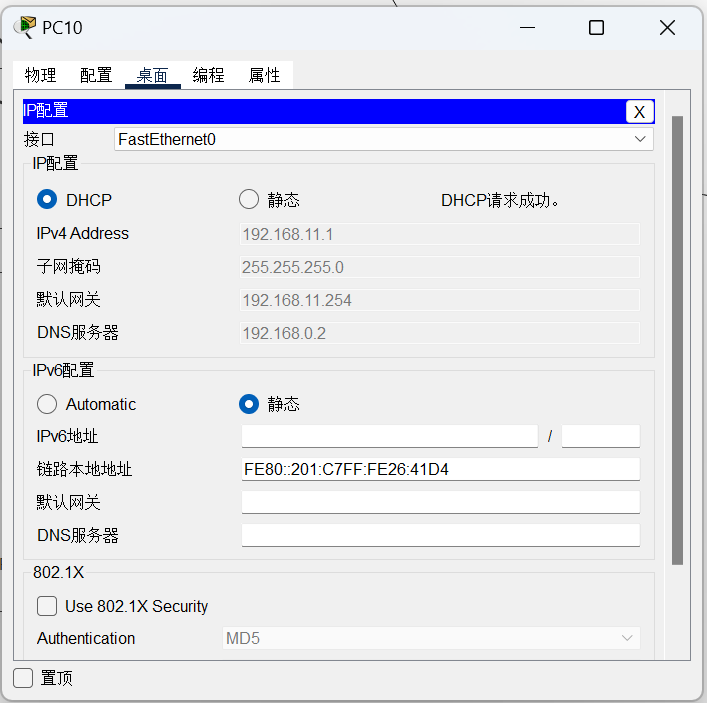 PC10
物理 配置 桌面 编程 属性
IP配置 X
接口 FastEthernet0
IP配置
DHCP 静态 DHCP请求成功。
IPv4 Address 192.168.11.1
子网掩码 255.255.255.0
默认网关 192.168.11.254
DNS服务器 192.168.0.2
IPv6配置
Automatic 静态
IPv6地址 /
链路本地地址 FE80::201:C7FF:FE26:41D4
默认网关
DNS服务器
802.1X
Use 802.1X Security
Authentication MD5
置顶